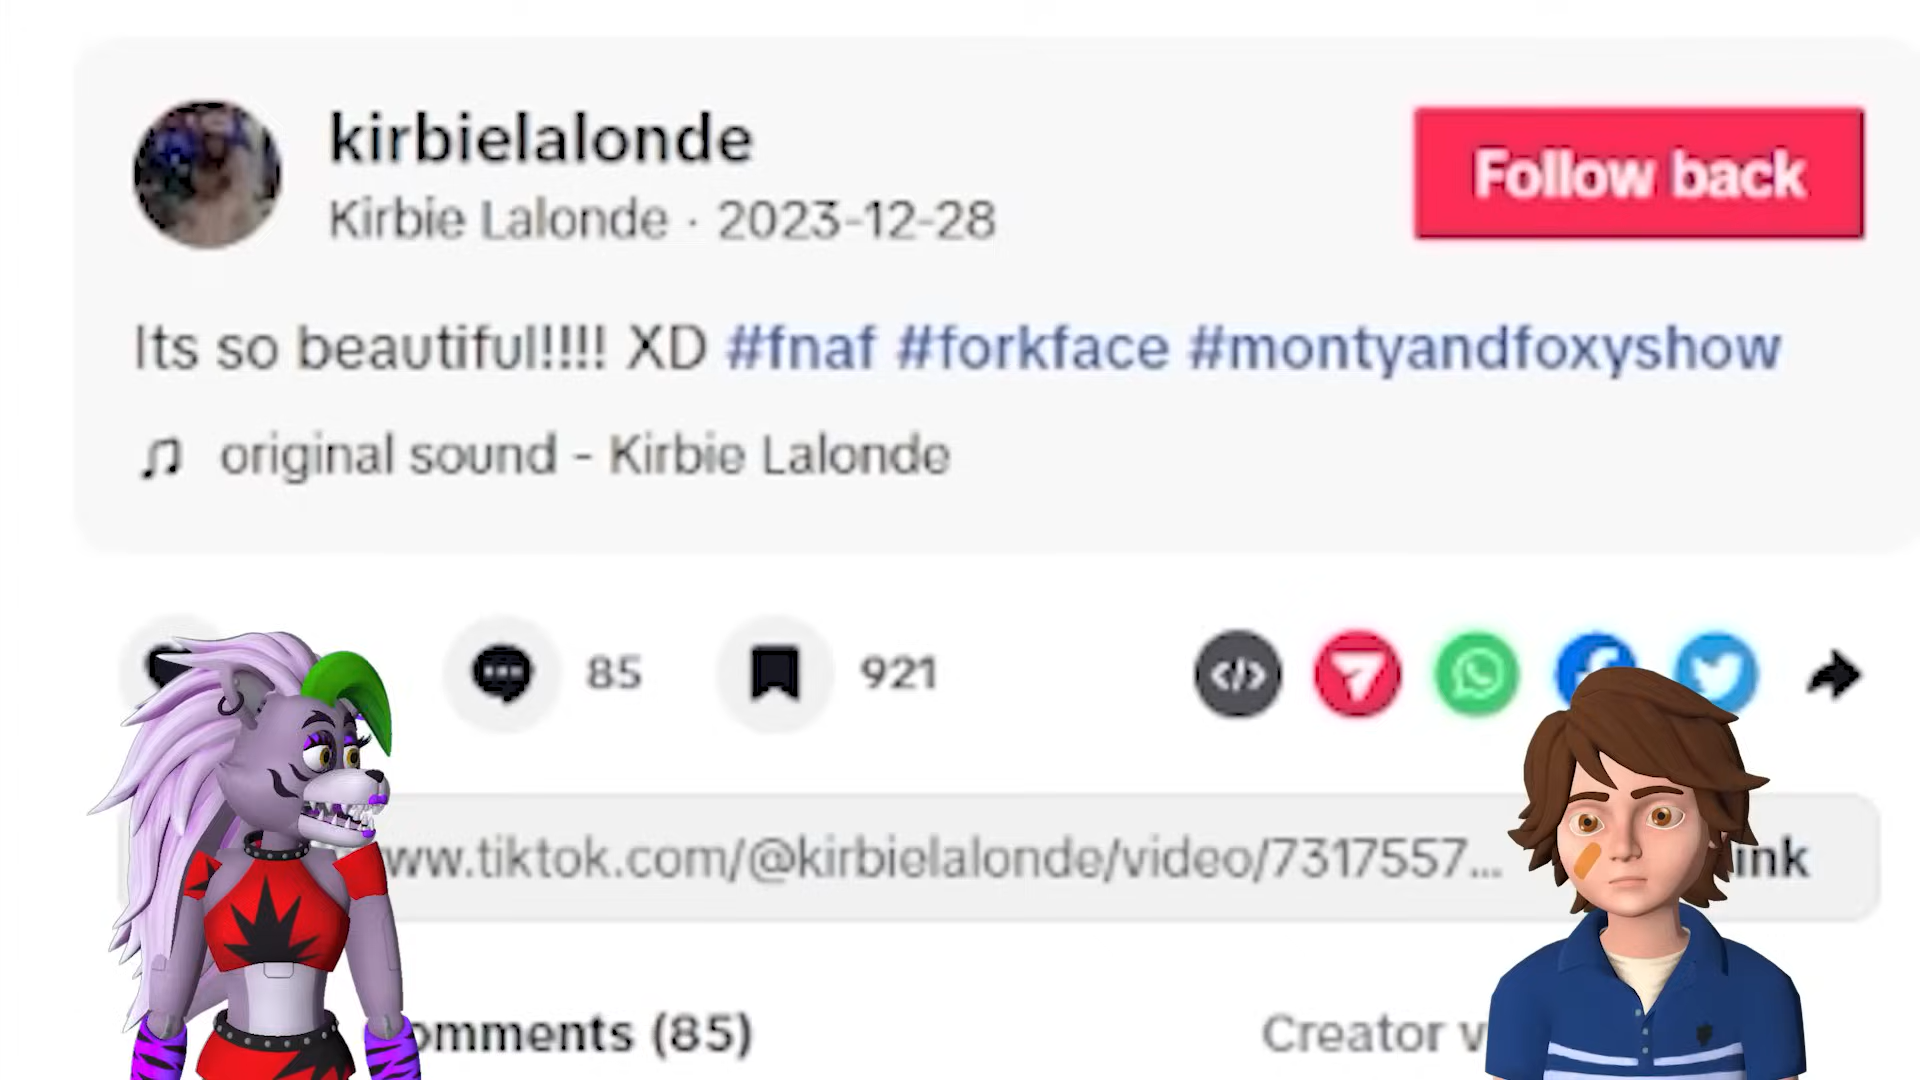 kirbielalonde
Kirbie Lalonde · 2023-12-28
Follow back
Its so beautiful!!!! XD #fnaf #forkface #montyandfoxyshow
original sound - Kirbie Lalonde
85
921
ww.tiktok.com/@kirbielalonde/video/7317557...
ink
omments (85)
Creator v